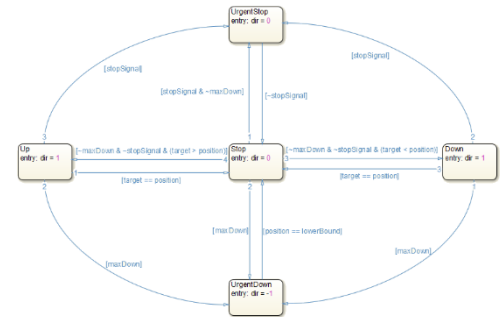 UrgentStop
entry: dir = 0
[stopSignal]
[stopSignal]
[stopSignal & ~maxDown]
[~stopSignal]
3
1
2
Up
entry: dir = 1
[~maxDown & ~stopSignal & (target > position)]
4
Stop
entry: dir = 0
3
[~maxDown & ~stopSignal & (target < position)]
Down
entry: dir = 1
1
[target == position]
[target == position]
3
2
2
1
[maxDown]
[position == lowerBound]
[maxDown]
[maxDown]
UrgentDown
entry: dir = -1